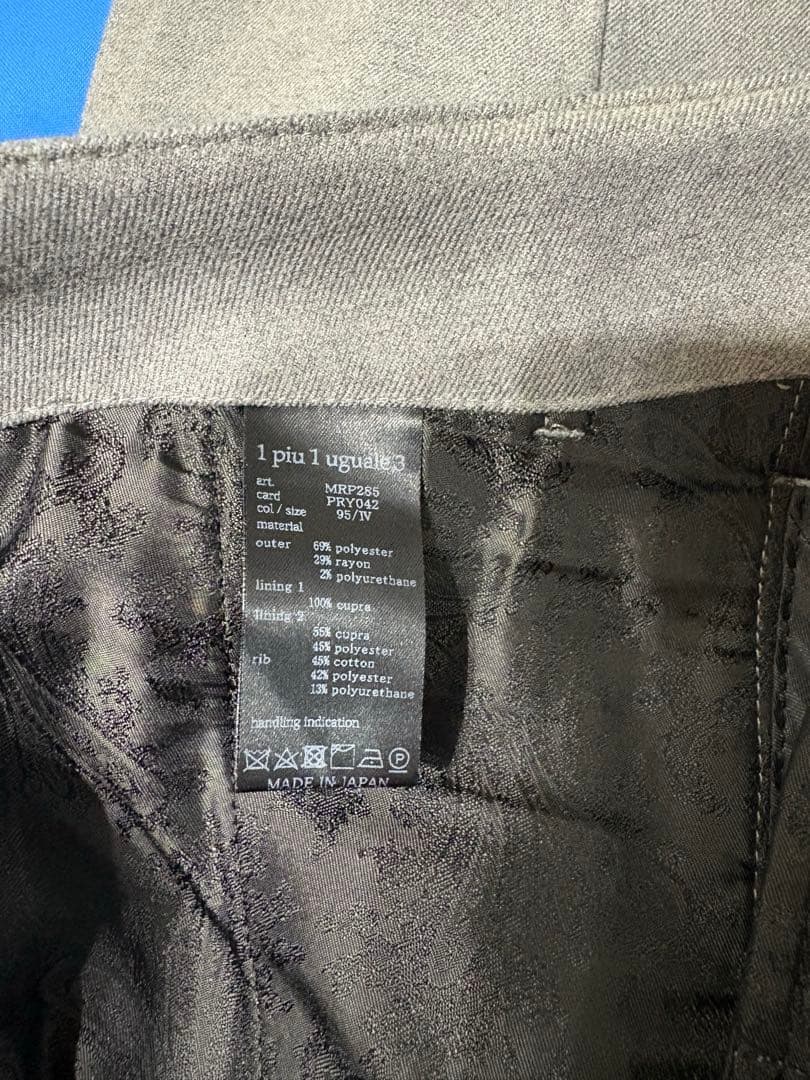 1 piu 1 uguale 3
art. MRP285
card PRY042
col / size 95/IV
material
outer 69% polyester
29% rayon
2% polyurethane
lining 1
100% cupra
lining 2
55% cupra
45% polyester
rib 45% cotton
42% polyester
13% polyurethane
handling indication
P
MADE IN JAPAN